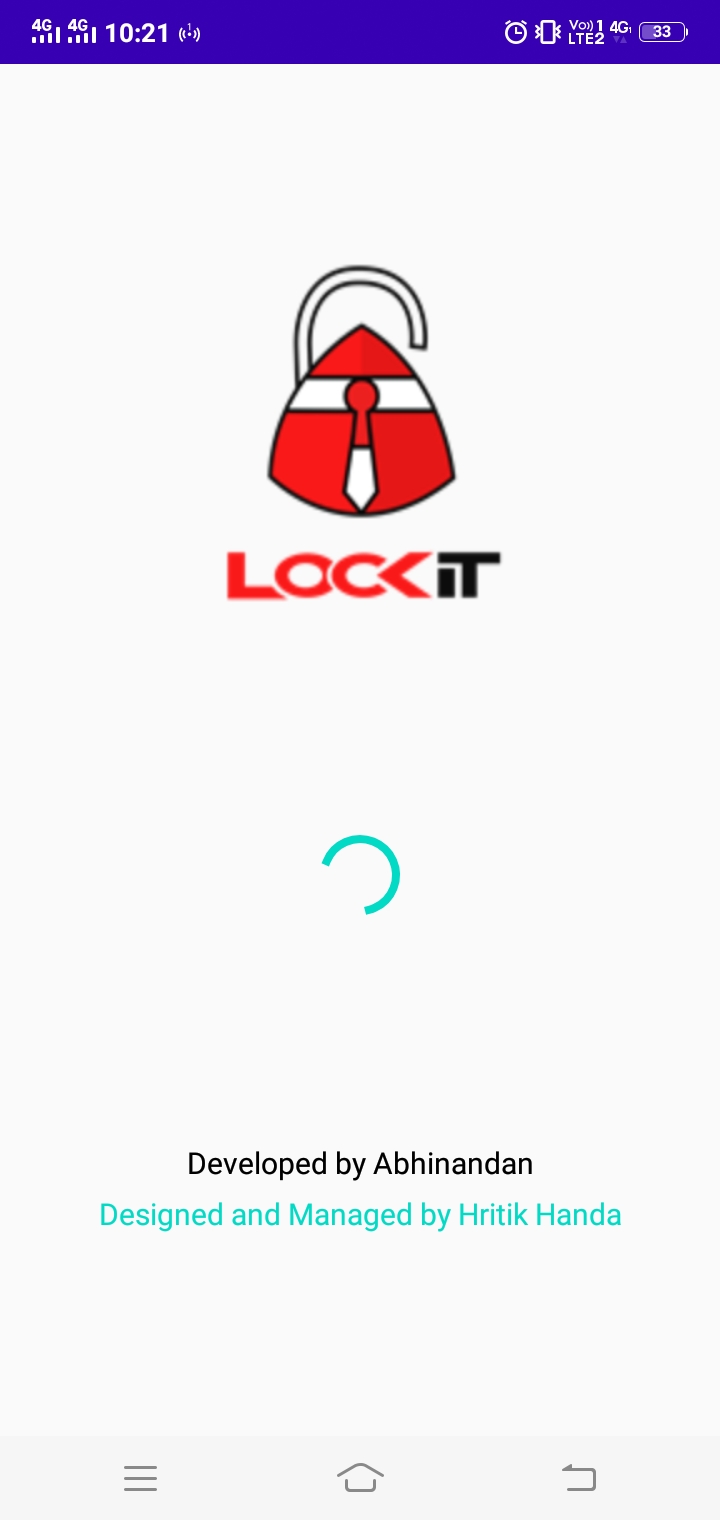 4G 4G 10:21 Vo)) 1 LTE2 4G 33
LOCKiT
Developed by Abhinandan
Designed and Managed by Hritik Handa